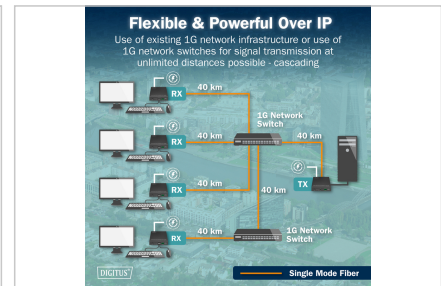 Flexible & Powerful Over IP
Use of existing 1G network infrastructure or use of
1G network switches for signal transmission at
unlimited distances possible - cascading
40 km
RX
1G Network
Switch
40 km
40 km
RX
TX
40 km
RX
40 km
40 km
RX
1G Network
Switch
DIGITUS®
Single Mode Fiber